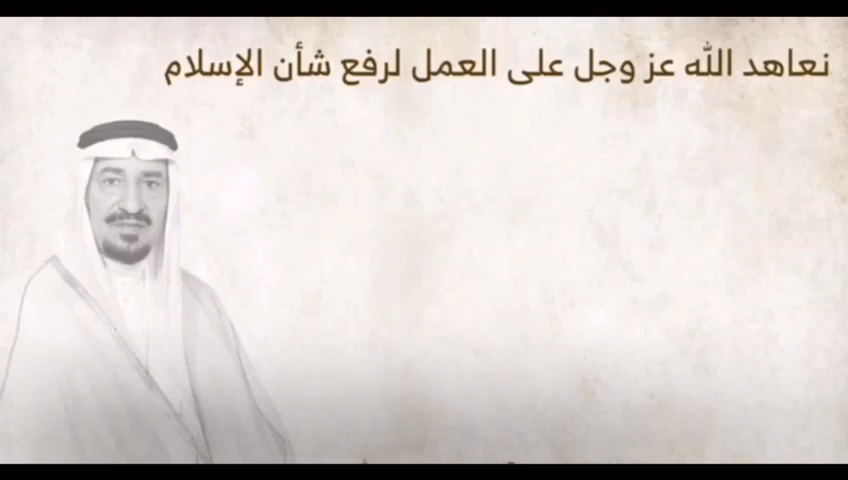 نعاهد الله عز وجل على العمل لرفع شأن الإسلام